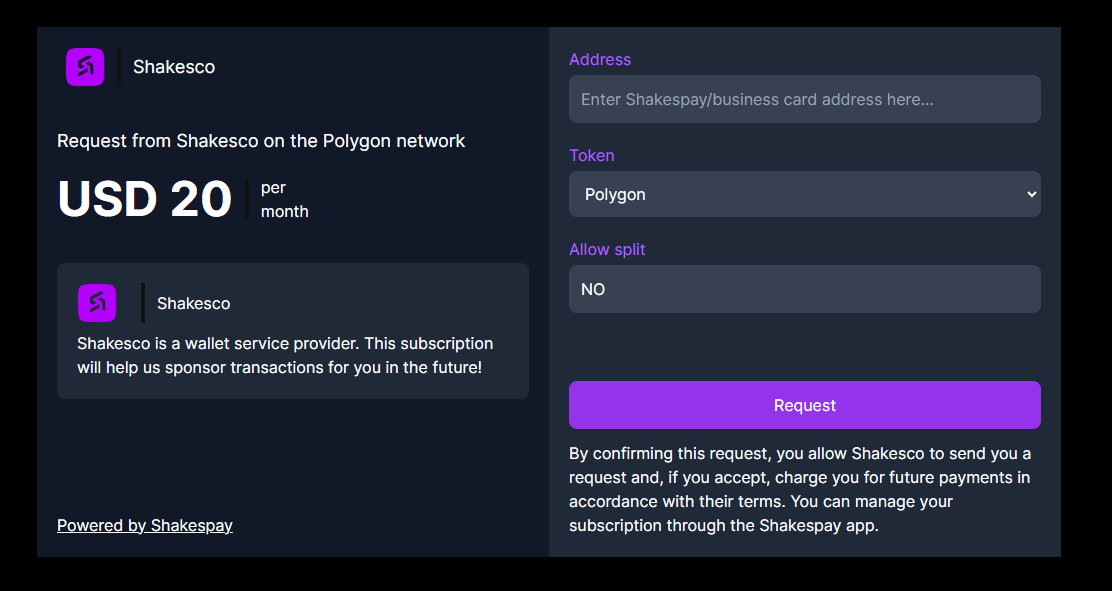 Shakesco
Request from Shakesco on the Polygon network
USD 20
per
month
Shakesco
Shakesco is a wallet service provider. This subscription
will help us sponsor transactions for you in the future!
Powered by Shakespay
Address
Enter Shakespay/business card address here...
Token
Polygon
Allow split
NO
Request
By confirming this request, you allow Shakesco to send you a
request and, if you accept, charge you for future payments in
accordance with their terms. You can manage your
subscription through the Shakespay app.